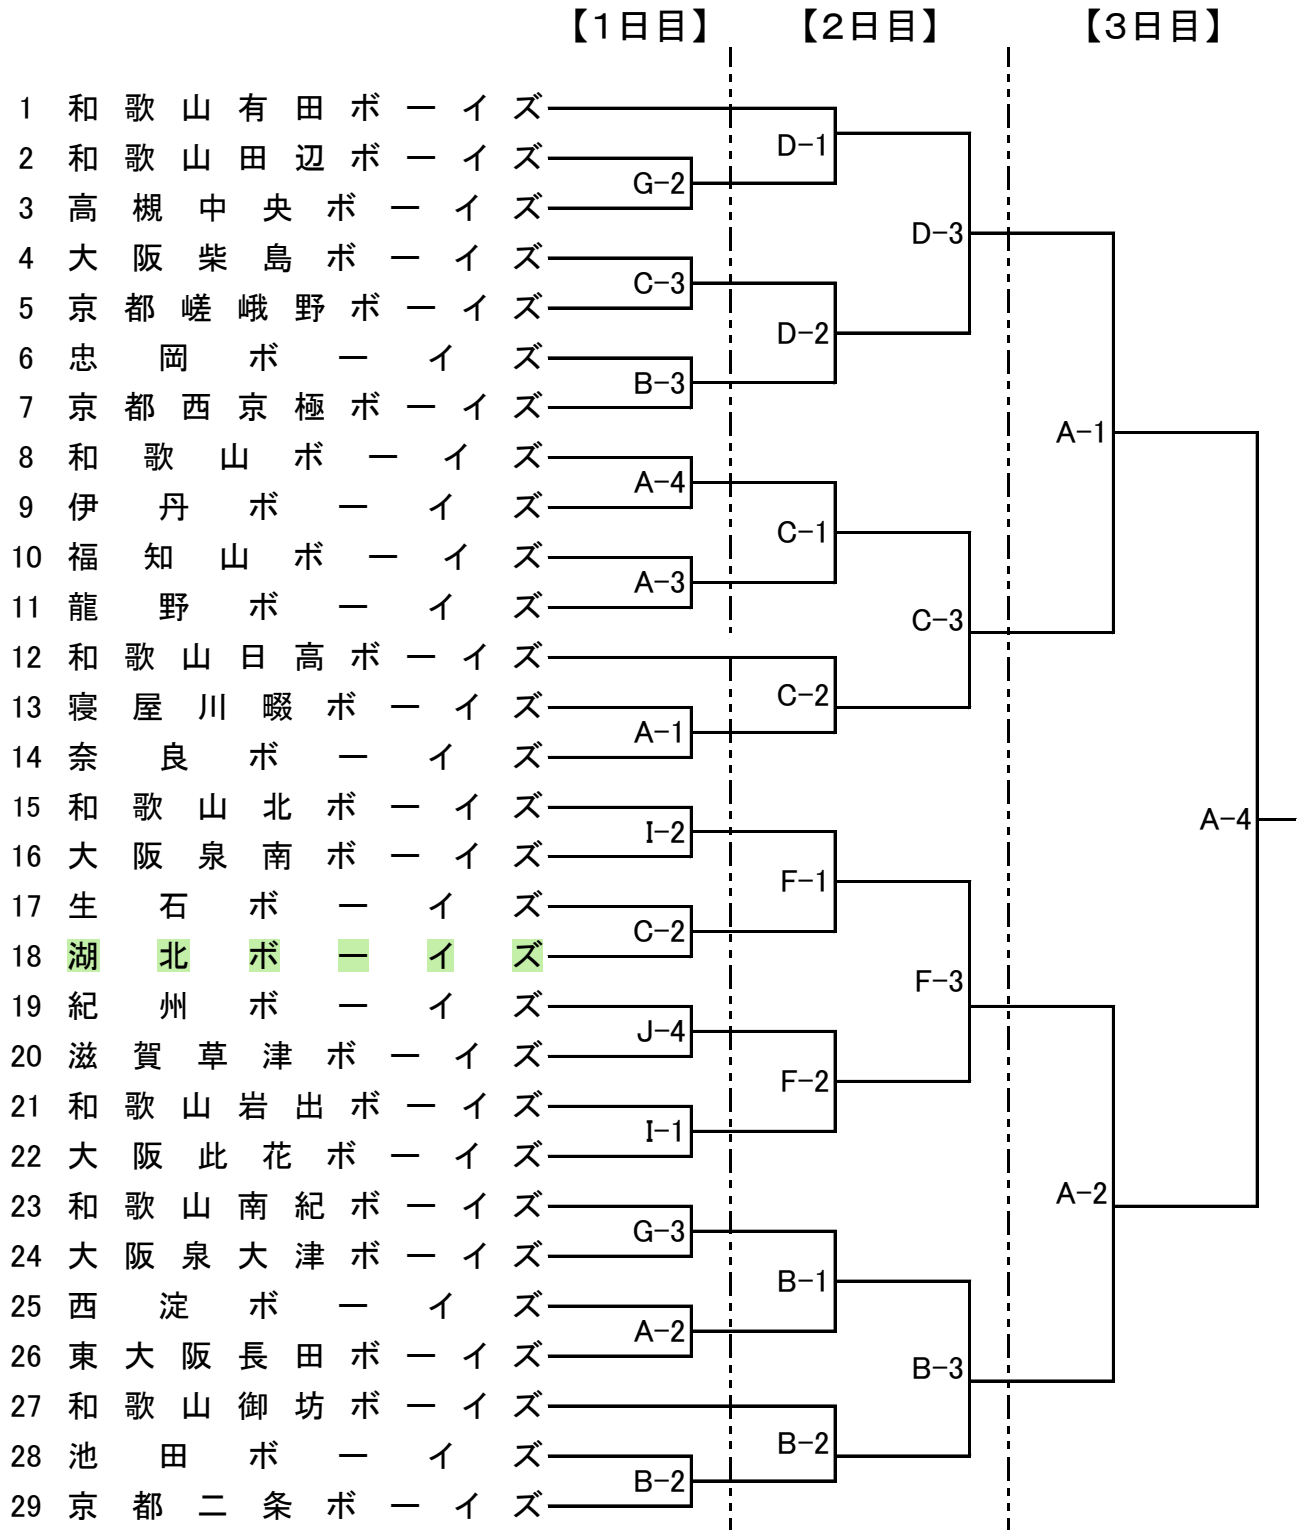 【1日目】 【2日目】 【3日目】
1 和歌山有田ボーイズ
D-1
2 和歌山田辺ボーイズ
G-2
3 高槻中央ボーイズ
D-3
4 大阪柴島ボーイズ
C-3
5 京都嵯峨野ボーイズ
D-2
6 忠岡ボーイズ
B-3
7 京都西京極ボーイズ
A-1
8 和歌山ボーイズ
A-4
9 伊丹ボーイズ
C-1
10 福知山ボーイズ
A-3
11 龍野ボーイズ
C-3
12 和歌山日高ボーイズ
C-2
13 寝屋川畷ボーイズ
A-1
14 奈良ボーイズ
15 和歌山北ボーイズ
A-4
I-2
16 大阪泉南ボーイズ
F-1
17 生石ボーイズ
C-2
18 湖北ボーイズ
F-3
19 紀州ボーイズ
J-4
20 滋賀草津ボーイズ
F-2
21 和歌山岩出ボーイズ
I-1
22 大阪此花ボーイズ
A-2
23 和歌山南紀ボーイズ
G-3
24 大阪泉大津ボーイズ
B-1
25 西淀ボーイズ
A-2
26 東大阪長田ボーイズ
B-3
27 和歌山御坊ボーイズ
B-2
28 池田ボーイズ
B-2
29 京都二条ボーイズ